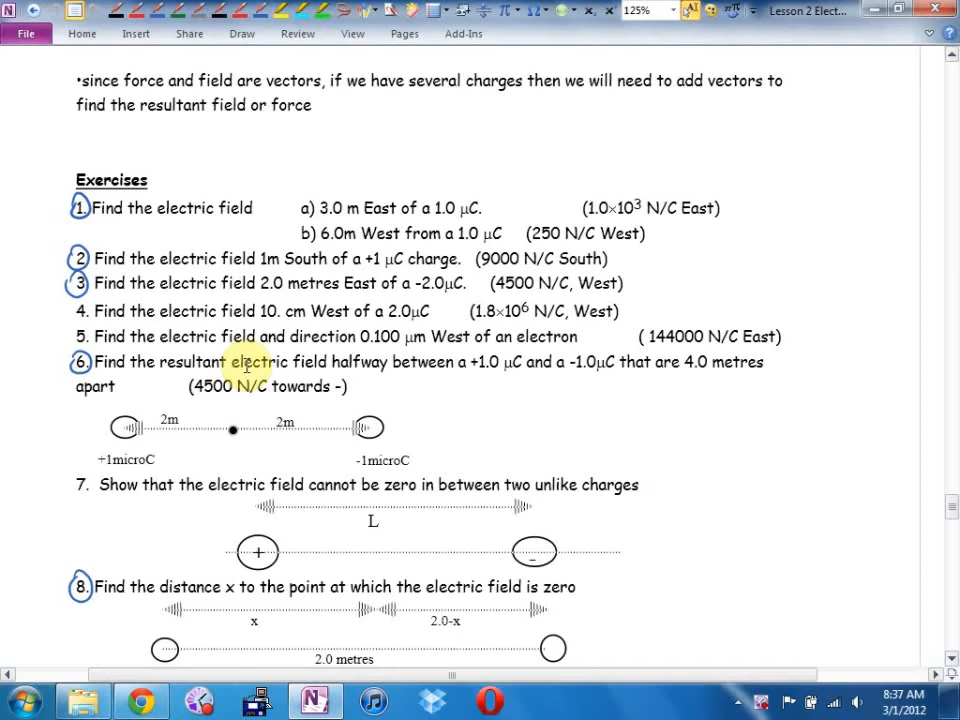 125%
Lesson 2 Elect...
File Home Insert Share Draw Review View Pages Add-Ins
•since force and field are vectors, if we have several charges then we will need to add vectors to
find the resultant field or force
Exercises
1. Find the electric field a) 3.0 m East of a 1.0 μC. (1.0×10³ N/C East)
b) 6.0m West from a 1.0 μC (250 N/C West)
2. Find the electric field 1m South of a +1 μC charge. (9000 N/C South)
3. Find the electric field 2.0 metres East of a -2.0μC. (4500 N/C, West)
4. Find the electric field 10. cm West of a 2.0μC (1.8×10⁶ N/C, West)
5. Find the electric field and direction 0.100 μm West of an electron ( 144000 N/C East)
6. Find the resultant electric field halfway between a +1.0 μC and a -1.0μC that are 4.0 metres
apart (4500 N/C towards -)
2m 2m
+1microC -1microC
7. Show that the electric field cannot be zero in between two unlike charges
L
+ -
8. Find the distance x to the point at which the electric field is zero
x 2.0-x
2.0 metres
8:37 AM
3/1/2012